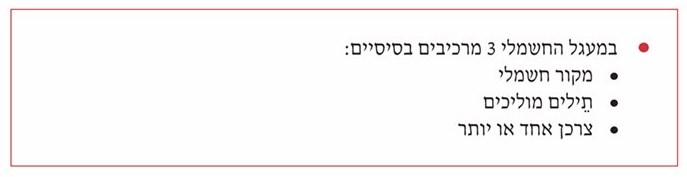 • במעגל החשמלי 3 מרכיבים בסיסיים:
• מקור חשמלי
• תֵילים מוליכים
• צרכן אחד או יותר